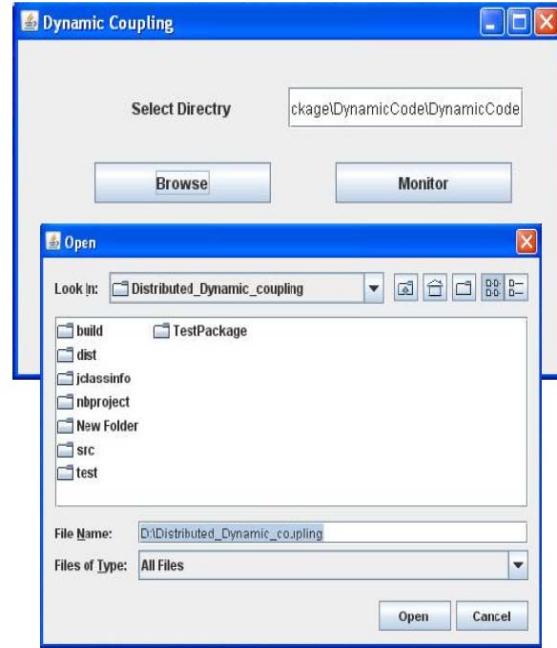 Dynamic Coupling
Select Directry
ckage\DynamicCode\DynamicCode
Browse
Monitor
Open
Look In:
Distributed_Dynamic_coupling
build
TestPackage
dist
jclassinfo
nbproject
New Folder
src
test
File Name:
D:\Distributed_Dynamic_coupling
Files of Type:
All Files
Open
Cancel